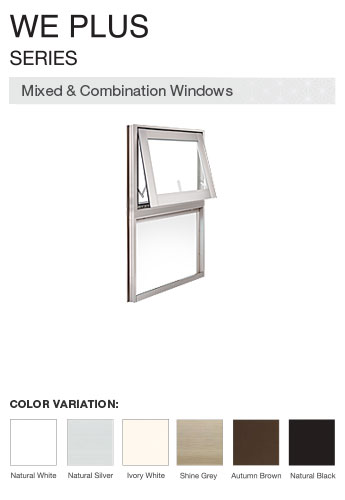 WE PLUS
SERIES
Mixed & Combination Windows
COLOR VARIATION:
Natural White Natural Silver Ivory White Shine Grey Autumn Brown Natural Black